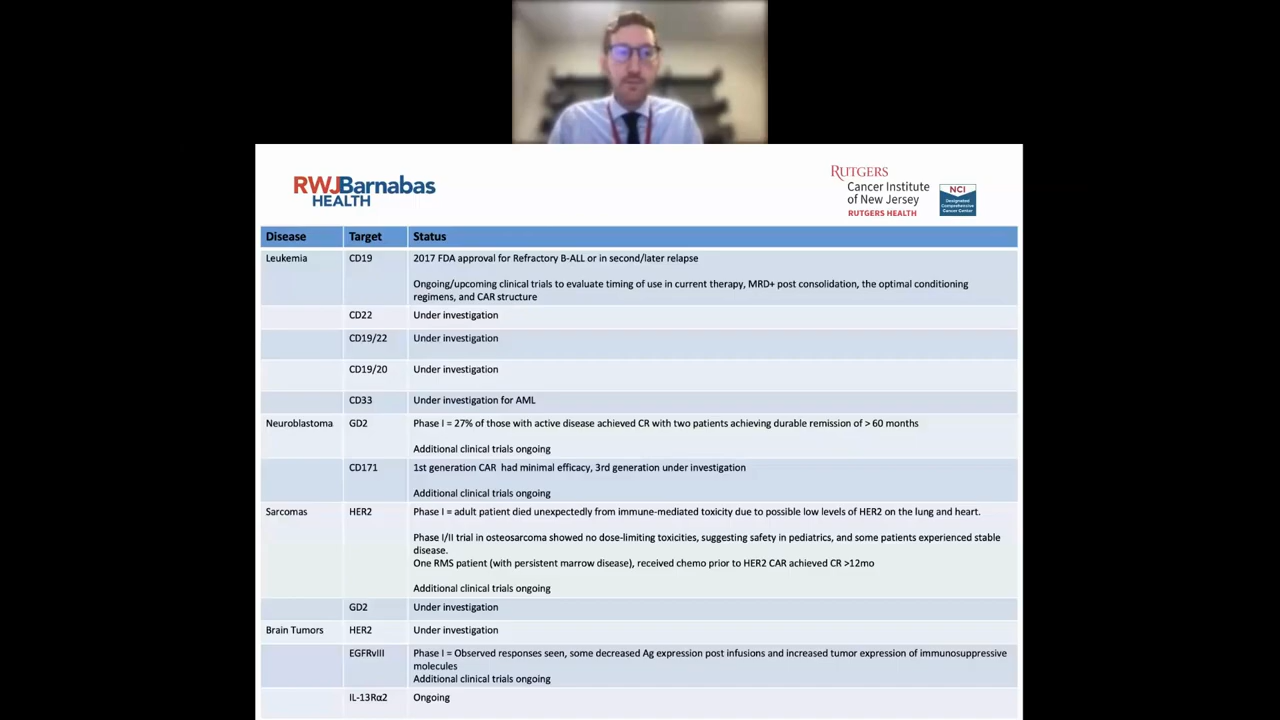 RWJBarnabas
HEALTH
RUTGERS
Cancer Institute
of New Jersey
RUTGERS HEALTH
NCI
Designated
Comprehensive
Cancer Center
Disease Target Status
Leukemia CD19 2017 FDA approval for Refractory B-ALL or in second/later relapse
Ongoing/upcoming clinical trials to evaluate timing of use in current therapy, MRD+ post consolidation, the optimal conditioning
regimens, and CAR structure
CD22 Under investigation
CD19/22 Under investigation
CD19/20 Under investigation
CD33 Under investigation for AML
Neuroblastoma GD2 Phase I = 27% of those with active disease achieved CR with two patients achieving durable remission of > 60 months
Additional clinical trials ongoing
CD171 1st generation CAR had minimal efficacy, 3rd generation under investigation
Additional clinical trials ongoing
Sarcomas HER2 Phase I = adult patient died unexpectedly from immune-mediated toxicity due to possible low levels of HER2 on the lung and heart.
Phase I/II trial in osteosarcoma showed no dose-limiting toxicities, suggesting safety in pediatrics, and some patients experienced stable
disease.
One RMS patient (with persistent marrow disease), received chemo prior to HER2 CAR achieved CR >12mo
Additional clinical trials ongoing
GD2 Under investigation
Brain Tumors HER2 Under investigation
EGFRvIII Phase I = Observed responses seen, some decreased Ag expression post infusions and increased tumor expression of immunosuppressive
molecules
Additional clinical trials ongoing
IL-13Rα2 Ongoing